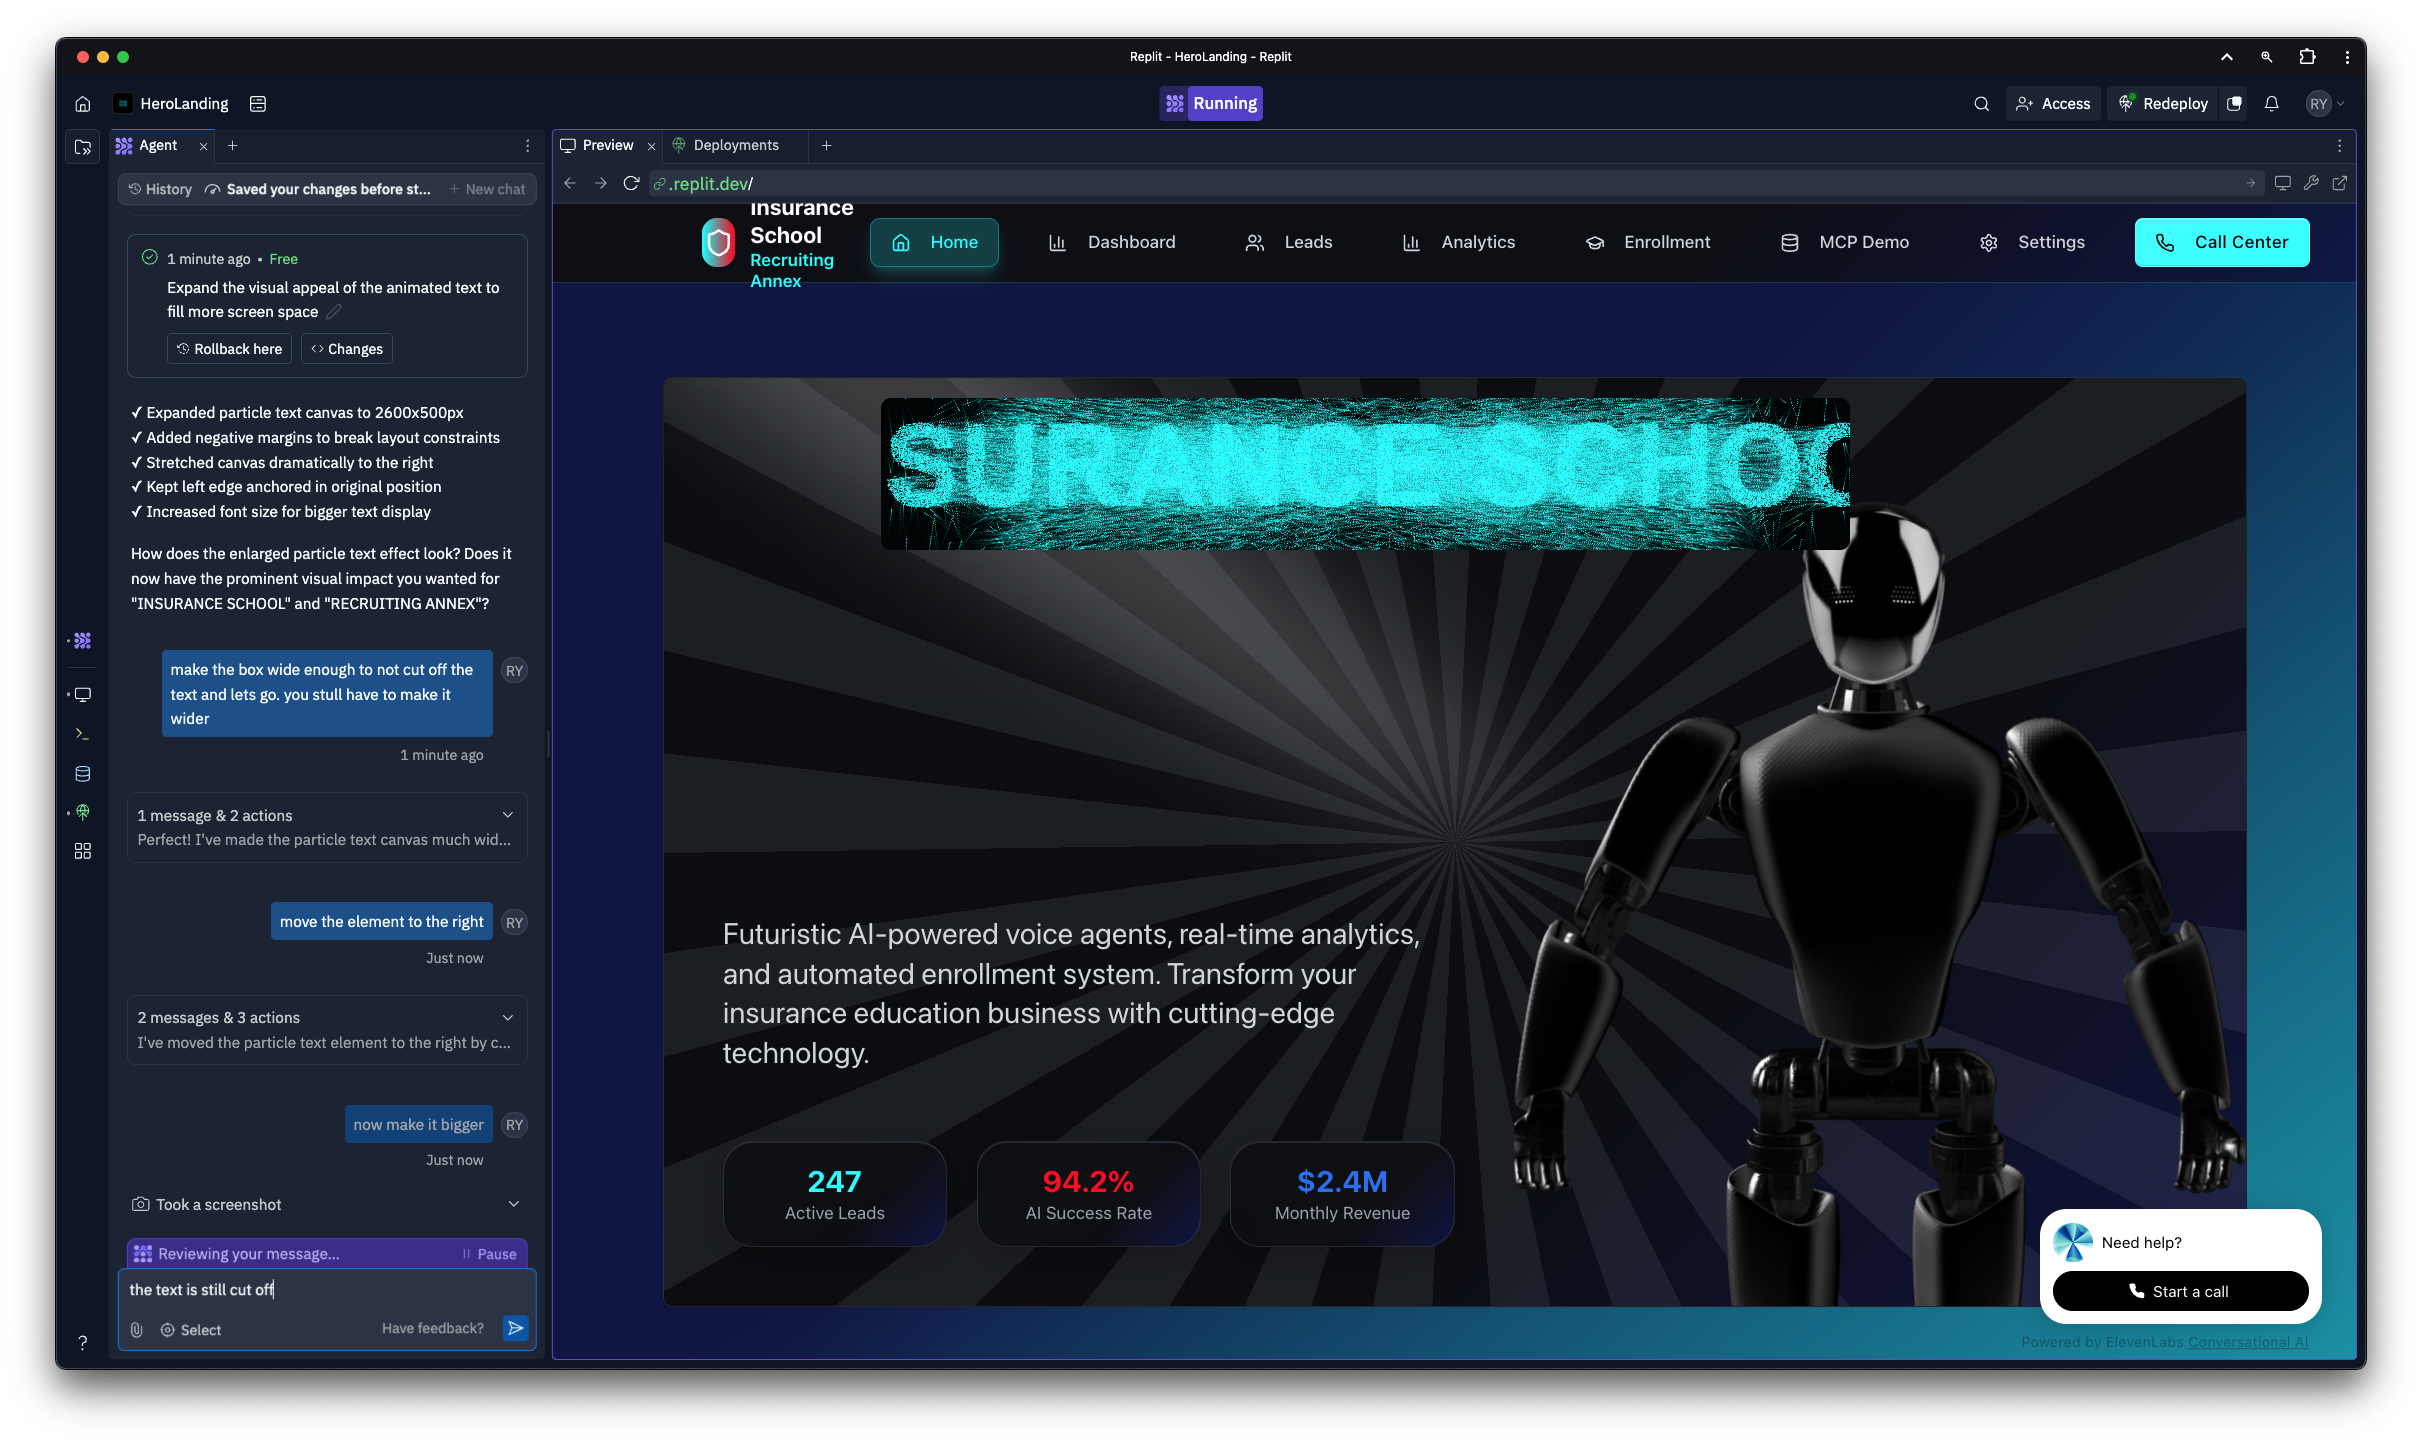 Replit - HeroLanding - Replit
HeroLanding
Running
Access
Redeploy
RY
Agent
Preview
Deployments
History
Saved your changes before st...
New chat
.replit.dev/
1 minute ago • Free
Expand the visual appeal of the animated text to
fill more screen space
Rollback here
Changes
✓ Expanded particle text canvas to 2600x500px
✓ Added negative margins to break layout constraints
✓ Stretched canvas dramatically to the right
✓ Kept left edge anchored in original position
✓ Increased font size for bigger text display
How does the enlarged particle text effect look? Does it
now have the prominent visual impact you wanted for
"INSURANCE SCHOOL" and "RECRUITING ANNEX"?
make the box wide enough to not cut off the
text and lets go. you stull have to make it
wider
RY
1 minute ago
1 message & 2 actions
Perfect! I've made the particle text canvas much wid...
move the element to the right
RY
Just now
2 messages & 3 actions
I've moved the particle text element to the right by c...
now make it bigger
RY
Just now
Took a screenshot
Reviewing your message...
Pause
the text is still cut off
Select
Have feedback?
Insurance
School
Recruiting
Annex
Home
Dashboard
Leads
Analytics
Enrollment
MCP Demo
Settings
Call Center
SURANCE SCHOO
Futuristic AI-powered voice agents, real-time analytics,
and automated enrollment system. Transform your
insurance education business with cutting-edge
technology.
247
Active Leads
94.2%
AI Success Rate
$2.4M
Monthly Revenue
Need help?
Start a call
Powered by ElevenLabs Conversational AI